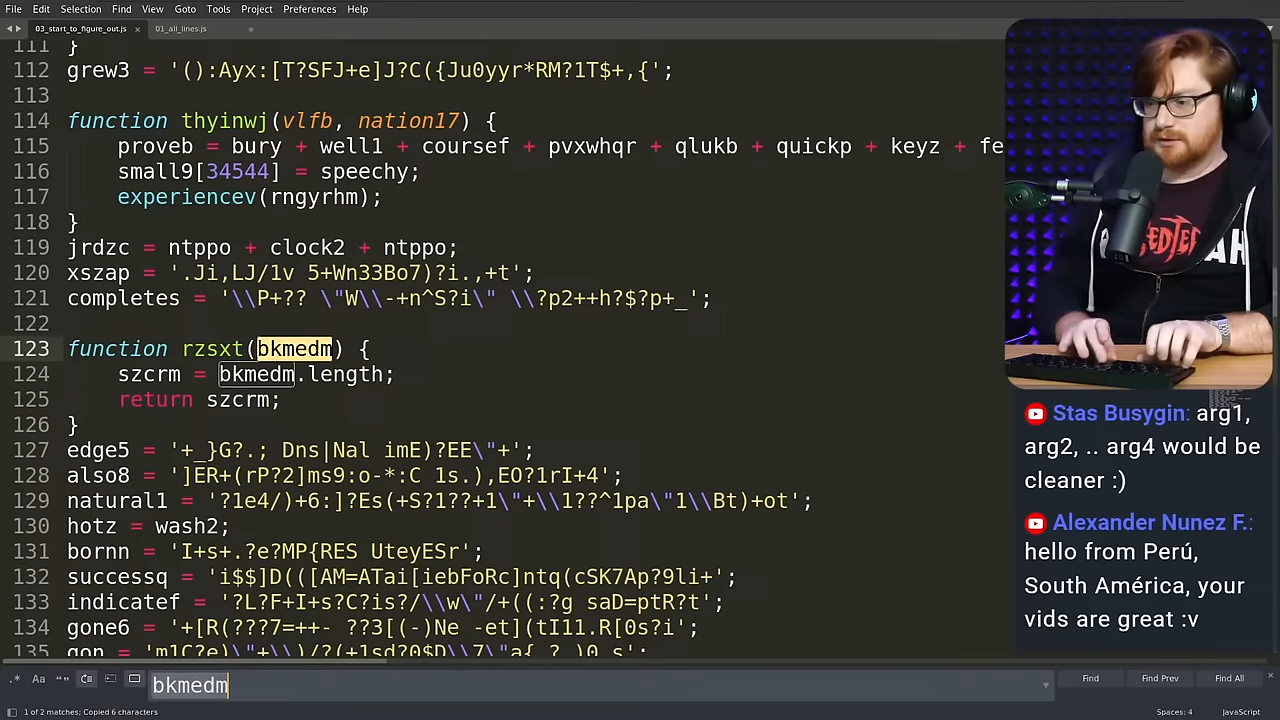 File Edit Selection Find View Goto Tools Project Preferences Help
03_start_to_figure_out.js × 01_all_lines.js
111 }
112 grew3 = '():Ayx:[T?SFJ+e]J?C({Ju0yyr*RM?1T$+,{';
113
114 function thyinwj(vlfb, nation17) {
115 proveb = bury + well1 + coursef + pvxwhqr + qlukb + quickp + keyz + fe
116 small9[34544] = speechy;
117 experiencev(rngyrhm);
118 }
119 jrdzc = ntppo + clock2 + ntppo;
120 xszap = '.Ji,LJ/1v 5+Wn33Bo7)?i.,+t';
121 completes = '\\P+?? \"W\\-+n^S?i\" \\?p2++h?$?p+_';
122
123 function rzsxt(bkmedm) {
124 szcrm = bkmedm.length;
125 return szcrm;
126 }
127 edge5 = '+_}G?.; Dns|Nal imE)?EE\"+';
128 also8 = ']ER+(rP?2]ms9:o-*:C 1s.),EO?1rI+4';
129 natural1 = '?1e4/)+6:]?Es(+S?1??+1\"+\\1??^1pa\"1\\Bt)+ot';
130 hotz = wash2;
131 bornn = 'I+s+.?e?MP{RES UteyESr';
132 successq = 'i$$]D(([AM=ATai[iebFoRc]ntq(cSK7Ap?9li+';
133 indicatef = '?L?F+I+s?C?is?/\\w\"/+((:?g saD=ptR?t';
134 gone6 = '+[R(???7=++- ??3[(-)Ne -et](tI11.R[0s?i';
135 gon = 'm1C?e)\"+\\)/?(+1sd?0$D\\7\"a{ ? )0 s';
Stas Busygin: arg1,
arg2, .. arg4 would be
cleaner :)
Alexander Nunez F.:
hello from Perú,
South América, your
vids are great :v
.* Aa "" bkmedm Find Find Prev Find All ×
1 of 2 matches; Copied 6 characters Spaces: 4 JavaScript